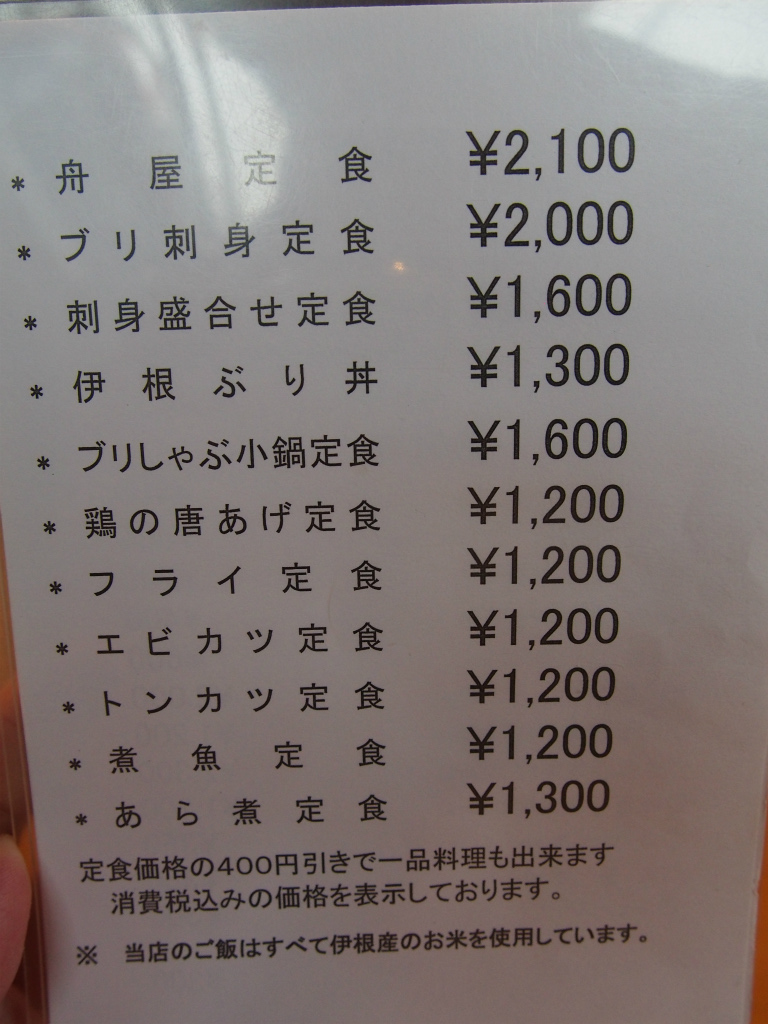 * 舟屋定食 ¥2,100
* ブリ刺身定食 ¥2,000
* 刺身盛合せ定食 ¥1,600
* 伊根ぶり丼 ¥1,300
* ブリしゃぶ小鍋定食 ¥1,600
* 鶏の唐あげ定食 ¥1,200
* フライ定食 ¥1,200
* エビカツ定食 ¥1,200
* トンカツ定食 ¥1,200
* 煮魚定食 ¥1,200
* あら煮定食 ¥1,300
定食価格の400円引きで一品料理も出来ます
消費税込みの価格を表示しております。
※ 当店のご飯はすべて伊根産のお米を使用しています。